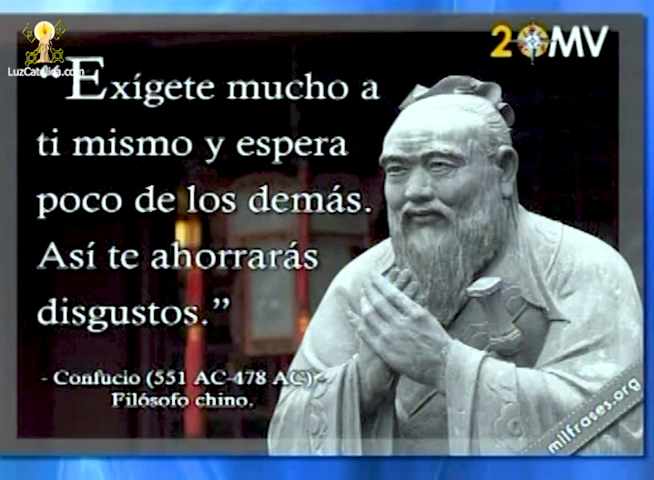 LuzCatolica.com
20MV
“Exígete mucho a
ti mismo y espera
poco de los demás.
Así te ahorrarás
disgustos.”
- Confucio (551 AC-478 AC)-
Filósofo chino.
milfrases.org